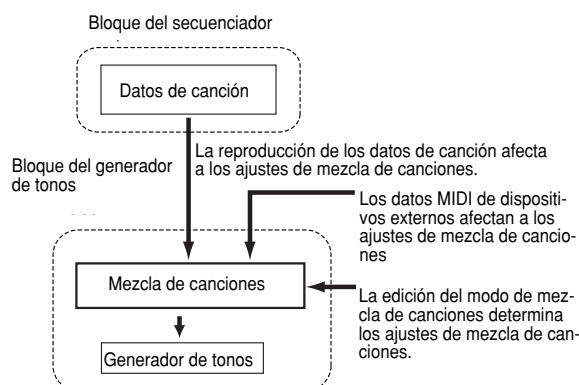 Bloque del secuenciador
Datos de canción
Bloque del generador
de tonos
La reproducción de los datos de canción afecta
a los ajustes de mezcla de canciones.
Los datos MIDI de dispositi-
vos externos afectan a los
ajustes de mezcla de cancio-
nes
Mezcla de canciones
La edición del modo de mez-
cla de canciones determina
los ajustes de mezcla de can-
ciones.
Generador de tonos